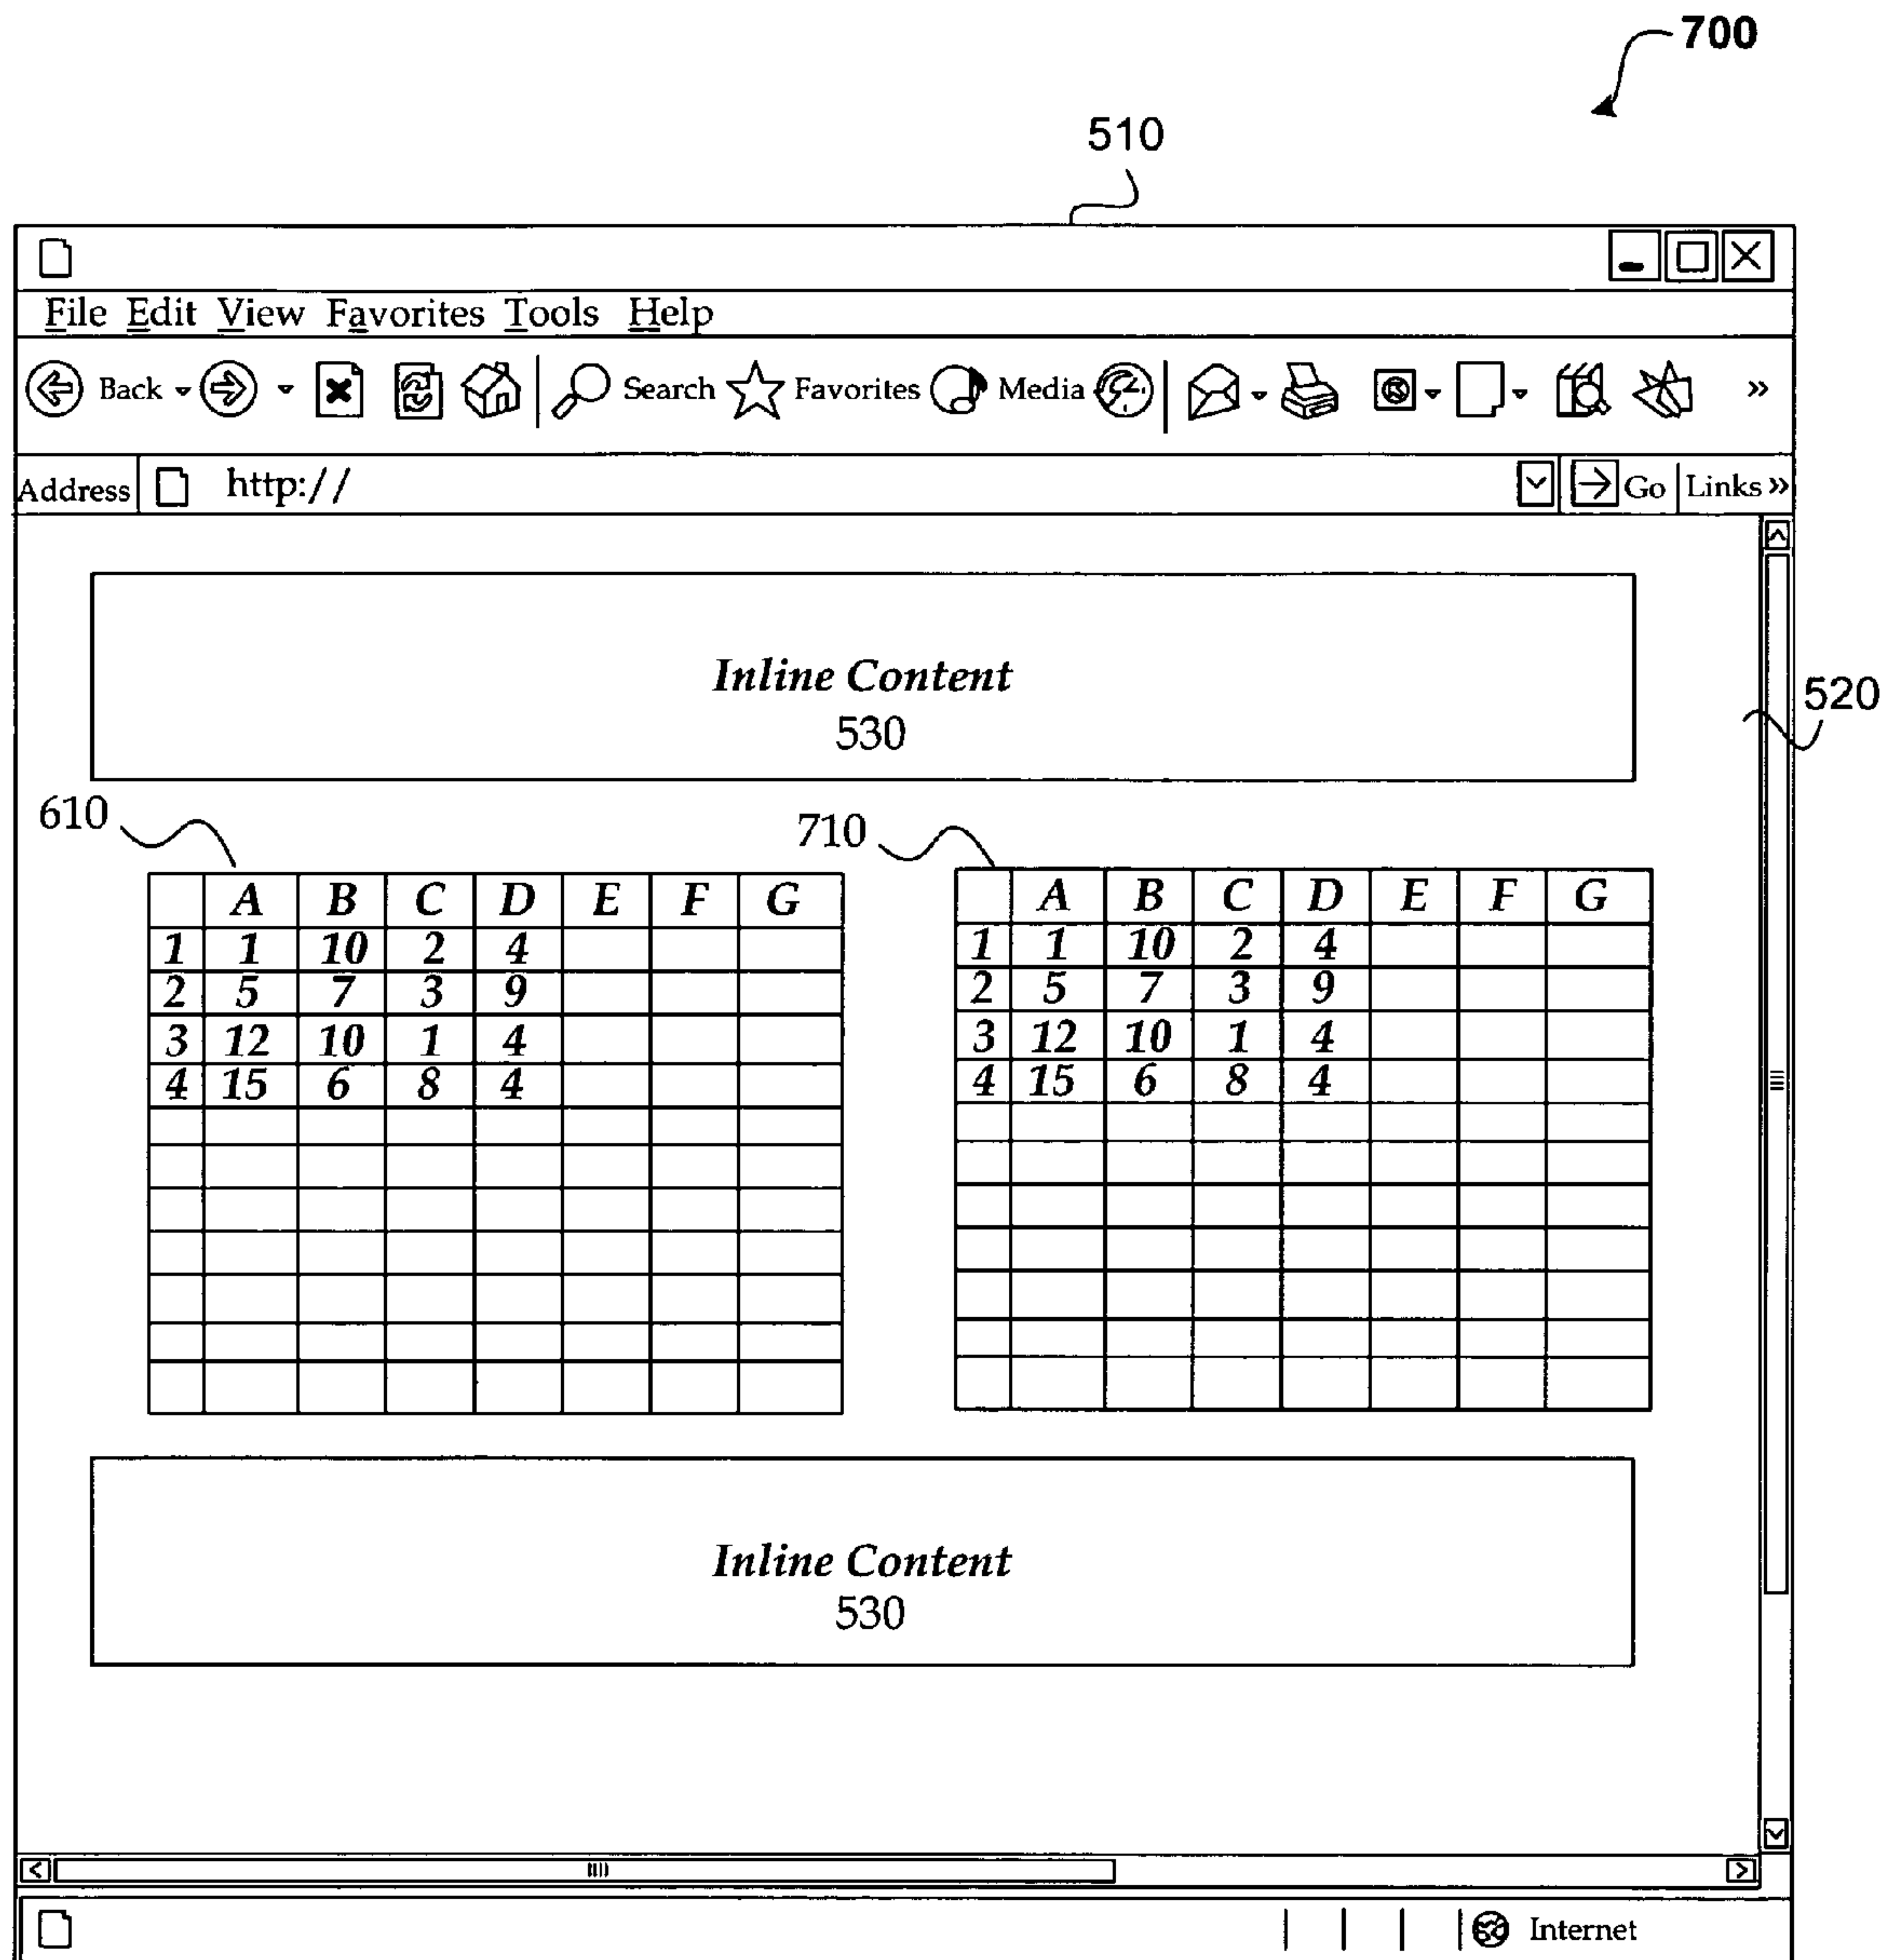 700
510
File Edit View Favorites Tools Help
Back Search Favorites Media
Address http:// Go Links »
Inline Content
530
520
610
710
A B C D E F G
1 1 10 2 4
2 5 7 3 9
3 12 10 1 4
4 15 6 8 4
A B C D E F G
1 1 10 2 4
2 5 7 3 9
3 12 10 1 4
4 15 6 8 4
Inline Content
530
Internet